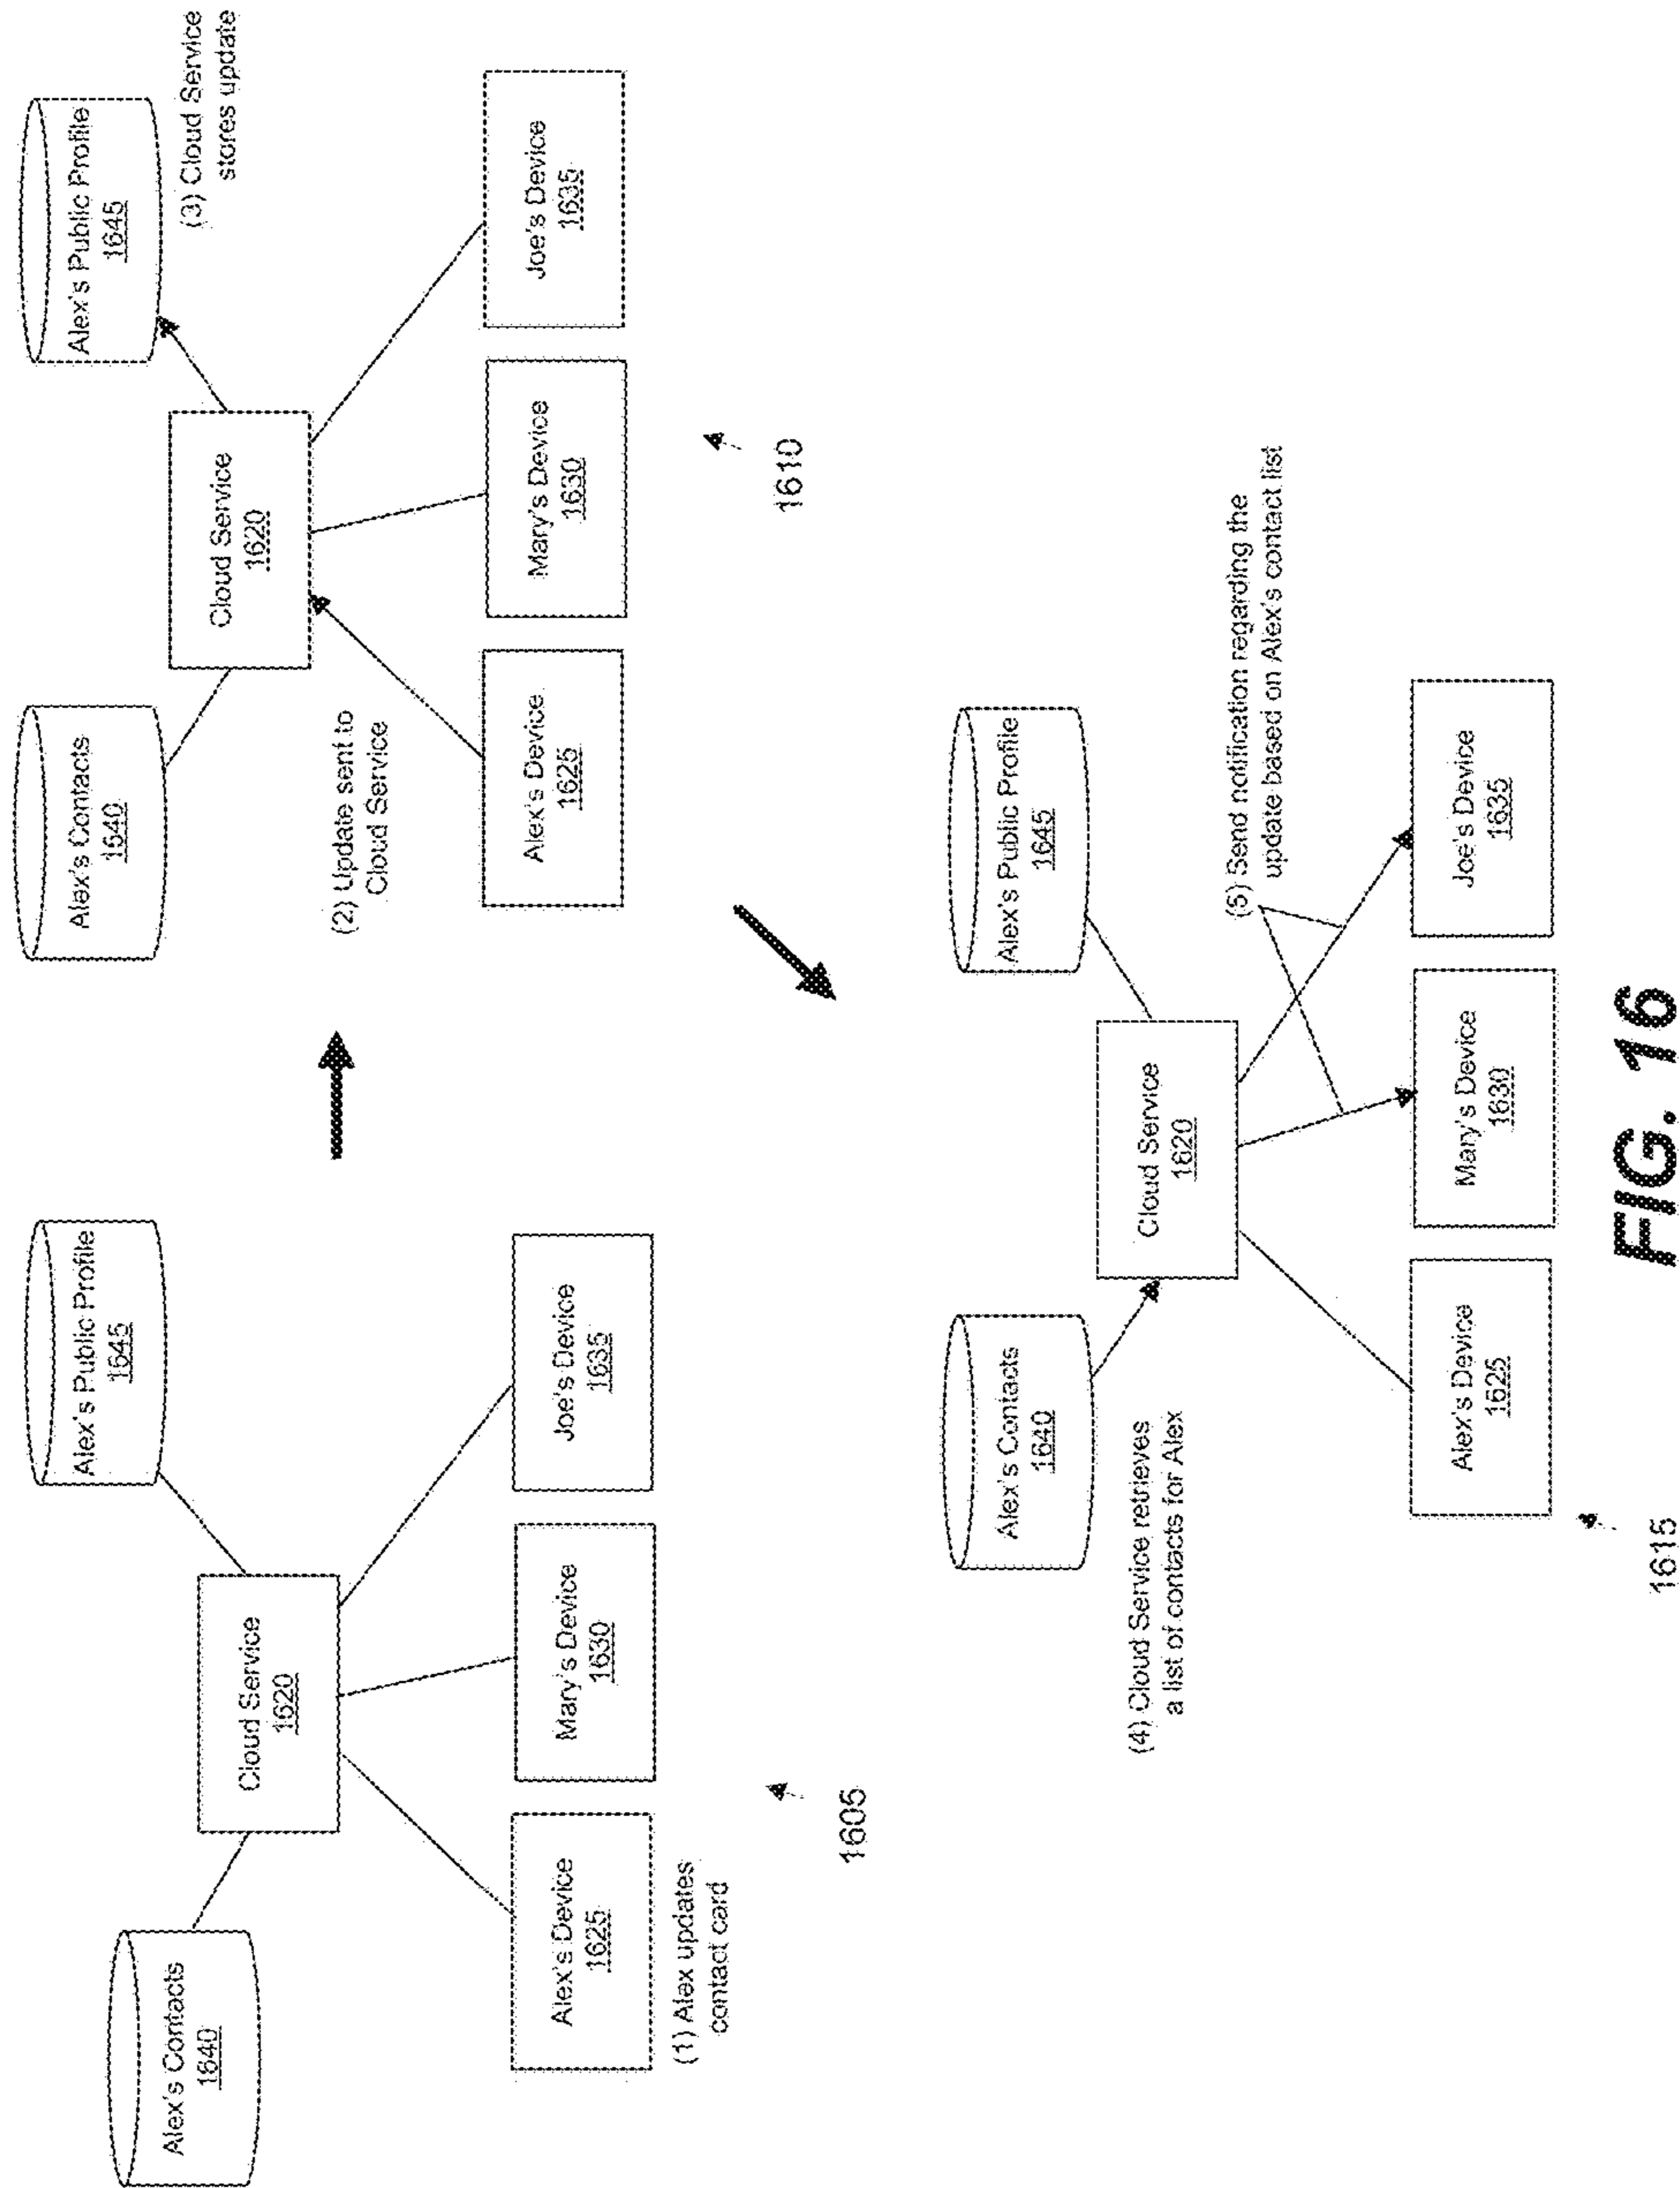 Alex's Contacts
1640
Alex's Public Profile
1645
Cloud Service
1620
Alex's Device
1625
Mary's Device
1630
Joe's Device
1635
(1) Alex updates
contact card
1605
Alex's Contacts
1640
Alex's Public Profile
1645
(3) Cloud Service
stores update
Cloud Service
1620
(2) Update sent to
Cloud Service
Alex's Device
1625
Mary's Device
1630
Joe's Device
1635
1610
Alex's Contacts
1640
Alex's Public Profile
1645
(4) Cloud Service retrieves
a list of contacts for Alex
Cloud Service
1620
(5) Send notification regarding the
update based on Alex's contact list
Alex's Device
1625
Mary's Device
1630
Joe's Device
1635
1615
FIG. 16